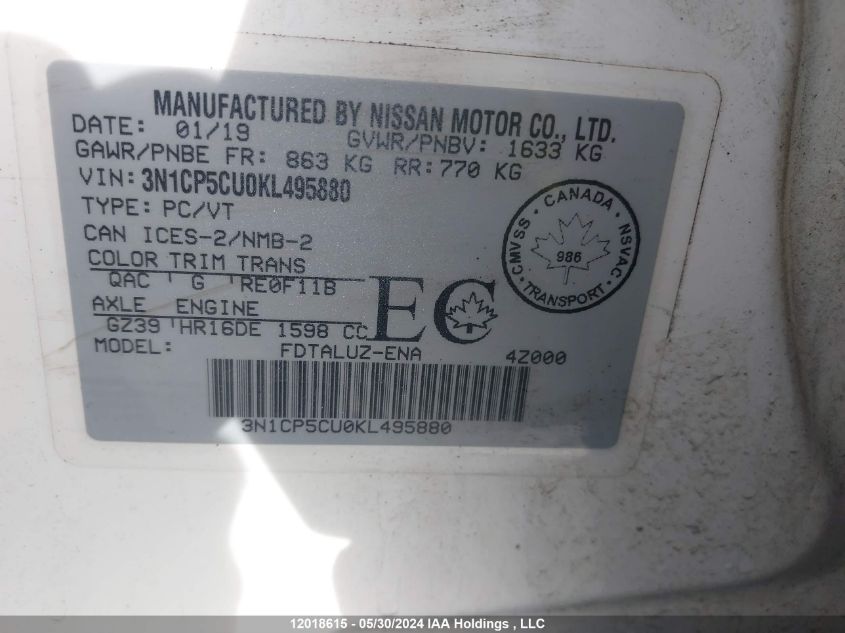 MANUFACTURED BY NISSAN MOTOR CO., LTD.
DATE: 01/19 GVWR/PNBV: 1633 KG
GAWR/PNBE FR: 863 KG RR: 770 KG
VIN: 3N1CP5CU0KL495880
TYPE: PC/VT
CAN ICES-2/NMB-2
COLOR TRIM TRANS
QAC G RE0F11B
AXLE ENGINE
GZ39 HR16DE 1598 CC
EC
CMVSS • CANADA • NSVAC • TRANSPORT •
986
MODEL: FDTALUZ-ENA 4Z000
3N1CP5CU0KL495880
12018615 - 05/30/2024 IAA Holdings , LLC